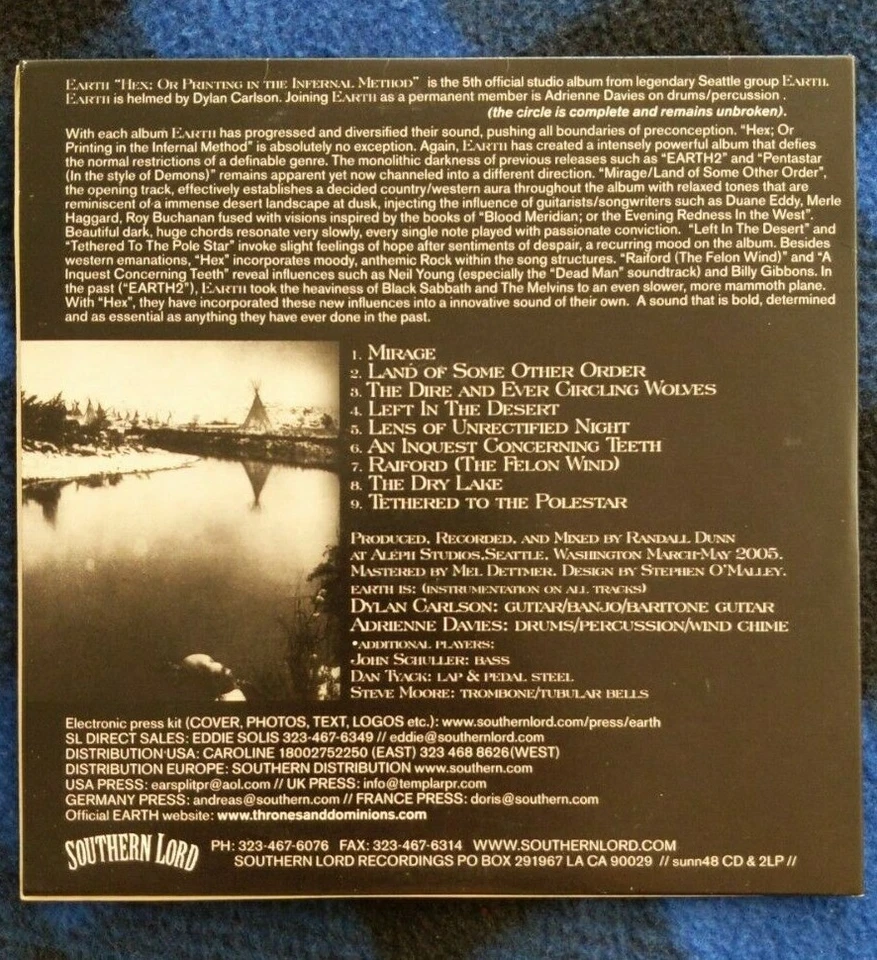 Earth "Hex: Or Printing in the Infernal Method" is the 5th official studio album from legendary Seattle group Earth.
Earth is helmed by Dylan Carlson. Joining Earth as a permanent member is Adrienne Davies on drums/percussion .
(the circle is complete and remains unbroken).
With each album Earth has progressed and diversified their sound, pushing all boundaries of preconception. "Hex; Or
Printing in the Infernal Method" is absolutely no exception. Again, Earth has created a intensely powerful album that defies
the normal restrictions of a definable genre. The monolithic darkness of previous releases such as "EARTH2" and "Pentastar
(In the style of Demons)" remains apparent yet now channeled into a different direction. "Mirage/Land of Some Other Order",
the opening track, effectively establishes a decided country/western aura throughout the album with relaxed tones that are
reminiscent of a immense desert landscape at dusk, injecting the influence of guitarists/songwriters such as Duane Eddy, Merle
Haggard, Roy Buchanan fused with visions inspired by the books of "Blood Meridian; or the Evening Redness In the West".
Beautiful dark, huge chords resonate very slowly, every single note played with passionate conviction. "Left In The Desert" and
"Tethered To The Pole Star" invoke slight feelings of hope after sentiments of despair, a recurring mood on the album. Besides
western emanations, "Hex" incorporates moody, anthemic Rock within the song structures. "Raiford (The Felon Wind)" and "A
Inquest Concerning Teeth" reveal influences such as Neil Young (especially the "Dead Man" soundtrack) and Billy Gibbons. In
the past ("EARTH2"), Earth took the heaviness of Black Sabbath and The Melvins to an even slower, more mammoth plane.
With "Hex", they have incorporated these new influences into a innovative sound of their own. A sound that is bold, determined
and as essential as anything they have ever done in the past.
1. Mirage
2. Land of Some Other Order
3. The Dire and Ever Circling Wolves
4. Left In The Desert
5. Lens of Unrectified Night
6. An Inquest Concerning Teeth
7. Raiford (The Felon Wind)
8. The Dry Lake
9. Tethered to the Polestar
Produced, Recorded, and Mixed by Randall Dunn
at Aleph Studios,Seattle, Washington March-May 2005.
Mastered by Mel Dettmer. Design by Stephen O'Malley.
earth is: (instrumentation on all tracks)
Dylan Carlson: guitar/banjo/baritone guitar
Adrienne Davies: drums/percussion/wind chime
*additional players:
John Schuller: bass
Dan Tyack: lap & pedal steel
Steve Moore: trombone/tubular bells
Electronic press kit (COVER, PHOTOS, TEXT, LOGOS etc.): www.southernlord.com/press/earth
SL DIRECT SALES: EDDIE SOLIS 323-467-6349 // eddie@southernlord.com
DISTRIBUTION USA: CAROLINE 18002752250 (EAST) 323 468 8626(WEST)
DISTRIBUTION EUROPE: SOUTHERN DISTRIBUTION www.southern.com
USA PRESS: earsplitpr@aol.com // UK PRESS: info@templarpr.com
GERMANY PRESS: andreas@southern.com // FRANCE PRESS: doris@southern.com
Official EARTH website: www.thronesanddominions.com
SOUTHERN LORD
PH: 323-467-6076 FAX: 323-467-6314 WWW.SOUTHERNLORD.COM
SOUTHERN LORD RECORDINGS PO BOX 291967 LA CA 90029 // sunn48 CD & 2LP //